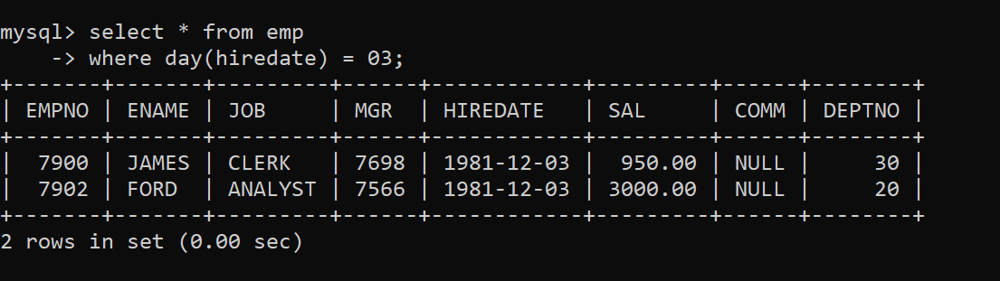 mysql> select * from emp
    -> where day(hiredate) = 03;
+-------+-------+---------+------+------------+---------+------+--------+
| EMPNO | ENAME | JOB     | MGR  | HIREDATE   | SAL     | COMM | DEPTNO |
+-------+-------+---------+------+------------+---------+------+--------+
|  7900 | JAMES | CLERK   | 7698 | 1981-12-03 |  950.00 | NULL |     30 |
|  7902 | FORD  | ANALYST | 7566 | 1981-12-03 | 3000.00 | NULL |     20 |
+-------+-------+---------+------+------------+---------+------+--------+
2 rows in set (0.00 sec)